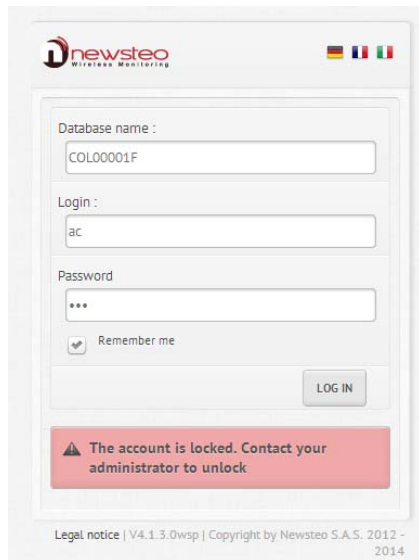 newsteo
Wireless Monitoring
Database name :
COL00001F
Login :
ac
Password
•••
Remember me
LOG IN
The account is locked. Contact your
administrator to unlock
Legal notice | V4.1.3.0wsp | Copyright by Newsteo S.A.S. 2012 -
2014